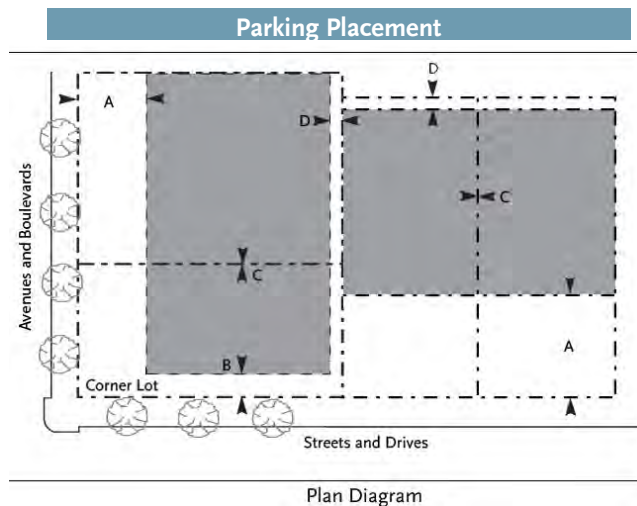 Parking Placement
D
A
D
C
Avenues and Boulevards
C
A
B
Corner Lot
Streets and Drives
Plan Diagram